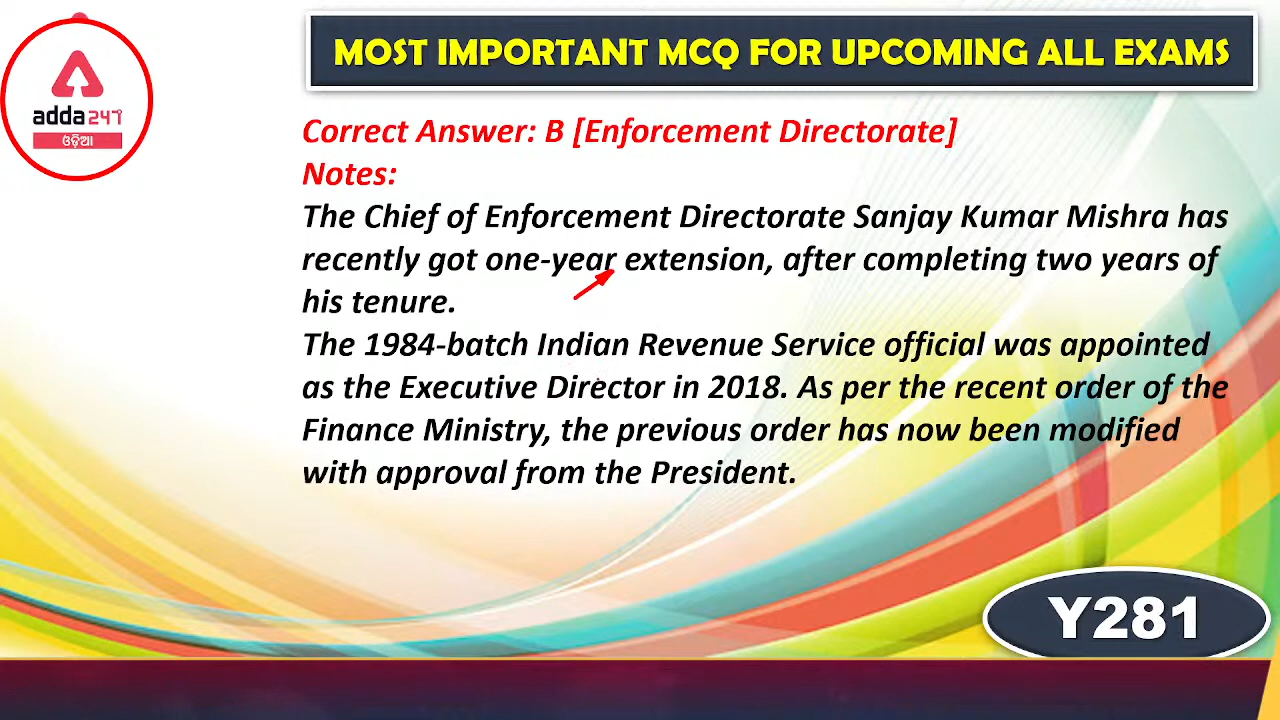 MOST IMPORTANT MCQ FOR UPCOMING ALL EXAMS
adda247
ଓଡ଼ିଆ
Correct Answer: B [Enforcement Directorate]
Notes:
The Chief of Enforcement Directorate Sanjay Kumar Mishra has
recently got one-year extension, after completing two years of
his tenure.
The 1984-batch Indian Revenue Service official was appointed
as the Executive Director in 2018. As per the recent order of the
Finance Ministry, the previous order has now been modified
with approval from the President.
Y281